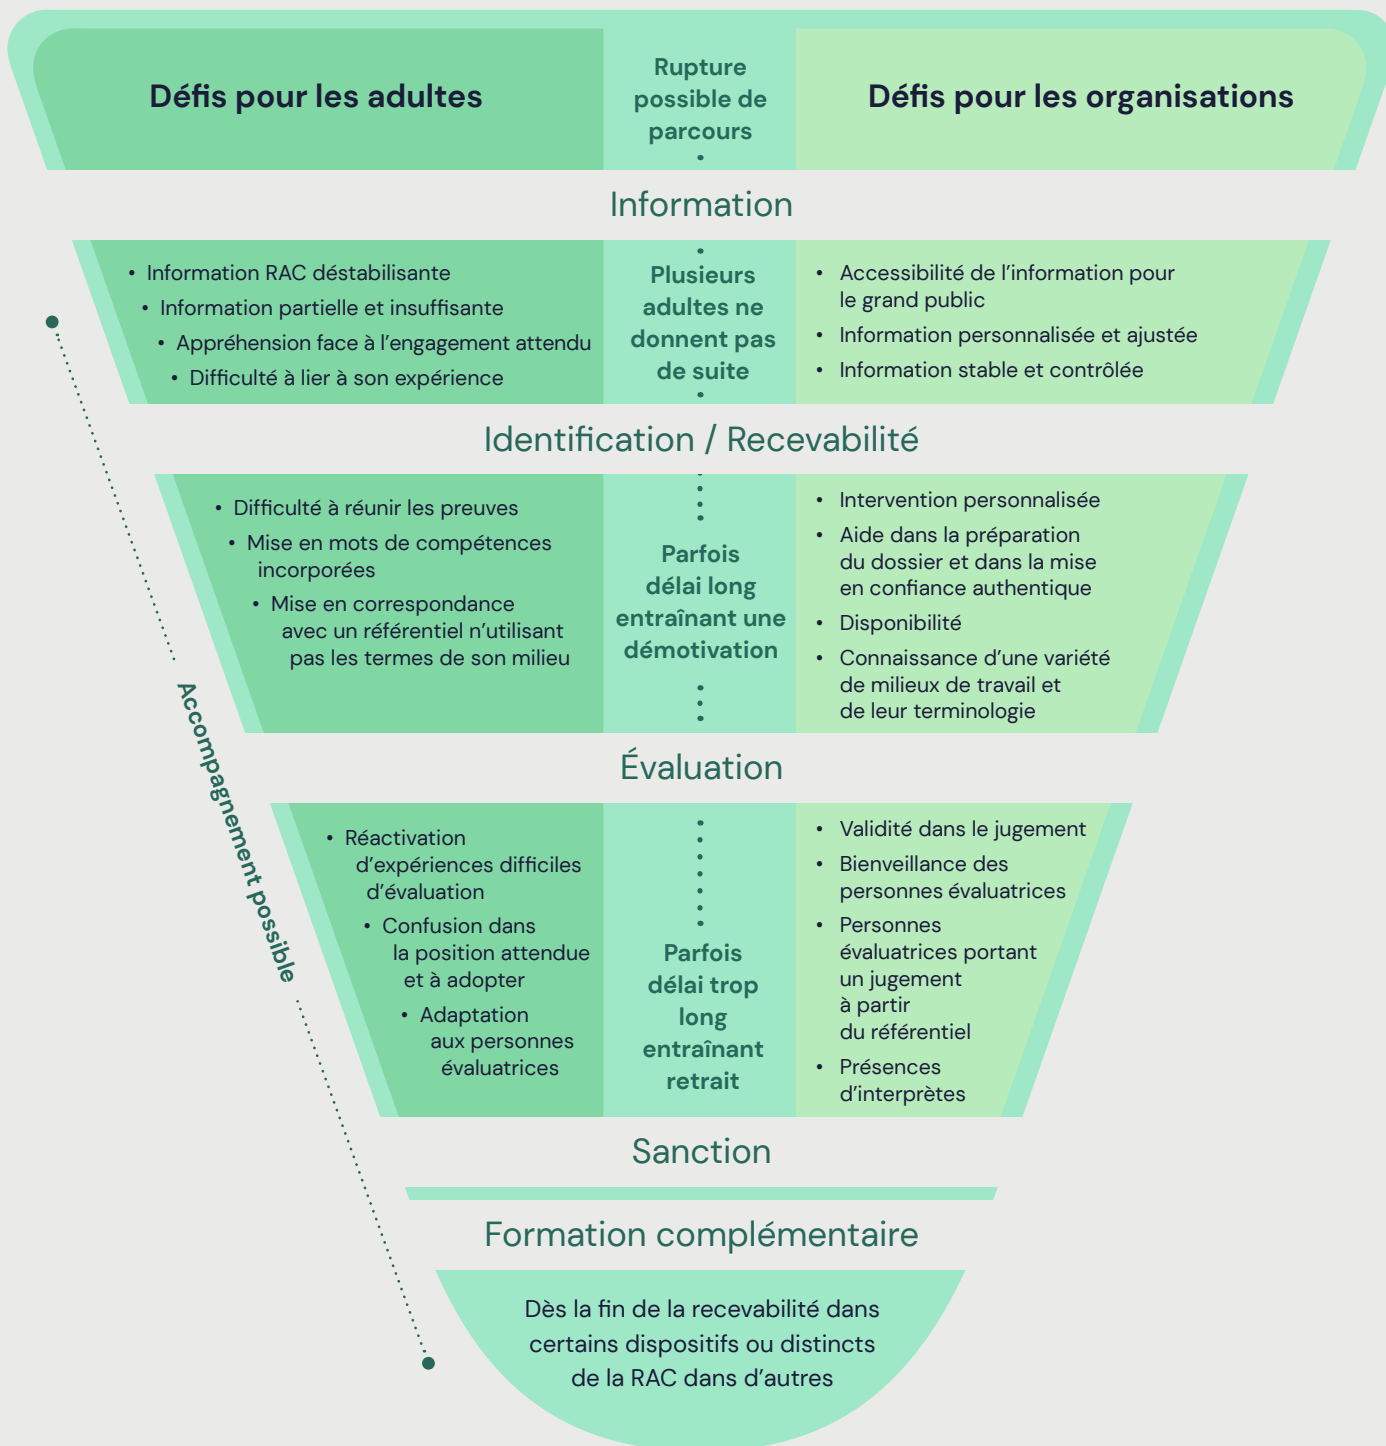 Défis pour les adultes
Rupture
possible de
parcours
Défis pour les organisations
Information
• Information RAC déstabilisante
• Information partielle et insuffisante
• Appréhension face à l'engagement attendu
• Difficulté à lier à son expérience
Plusieurs
adultes ne
donnent pas
de suite
• Accessibilité de l'information pour
le grand public
• Information personnalisée et ajustée
• Information stable et contrôlée
Identification / Recevabilité
• Difficulté à réunir les preuves
• Mise en mots de compétences
incorporées
• Mise en correspondance
avec un référentiel n'utilisant
pas les termes de son milieu
Parfois
délai long
entraînant une
démotivation
• Intervention personnalisée
• Aide dans la préparation
du dossier et dans la mise
en confiance authentique
• Disponibilité
• Connaissance d'une variété
de milieux de travail et
de leur terminologie
Accompagnement possible
Évaluation
• Réactivation
d'expériences difficiles
d'évaluation
• Confusion dans
la position attendue
et à adopter
• Adaptation
aux personnes
évaluatrices
Parfois
délai trop
long
entraînant
retrait
• Validité dans le jugement
• Bienveillance des
personnes évaluatrices
• Personnes
évaluatrices portant
un jugement
à partir
du référentiel
• Présences
d'interprètes
Sanction
Formation complémentaire
Dès la fin de la recevabilité dans
certains dispositifs ou distincts
de la RAC dans d'autres